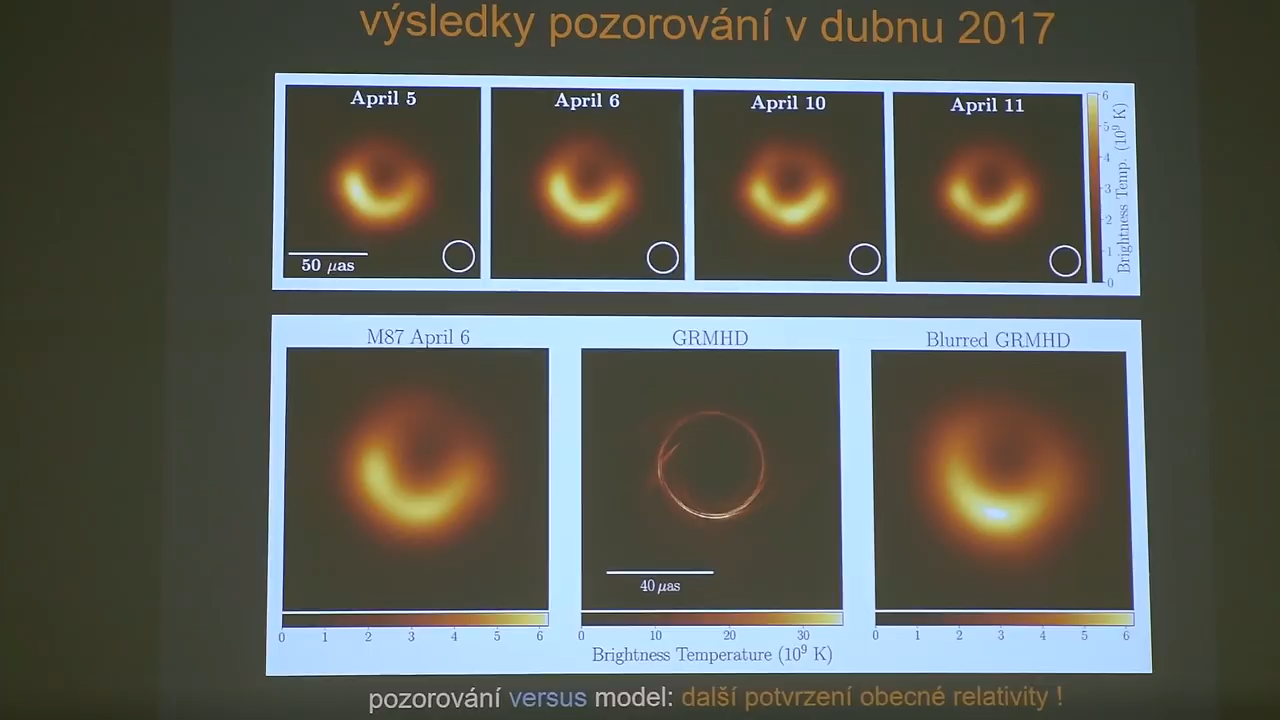 výsledky pozorování v dubnu 2017
April 5
April 6
April 10
April 11
50 μas
6
5
4
3
2
1
0
Brightness Temp. (10⁹ K)
M87 April 6
GRMHD
Blurred GRMHD
40 μas
0 1 2 3 4 5 6
0 10 20 30
0 1 2 3 4 5 6
Brightness Temperature (10⁹ K)
pozorování versus model: další potvrzení obecné relativity !